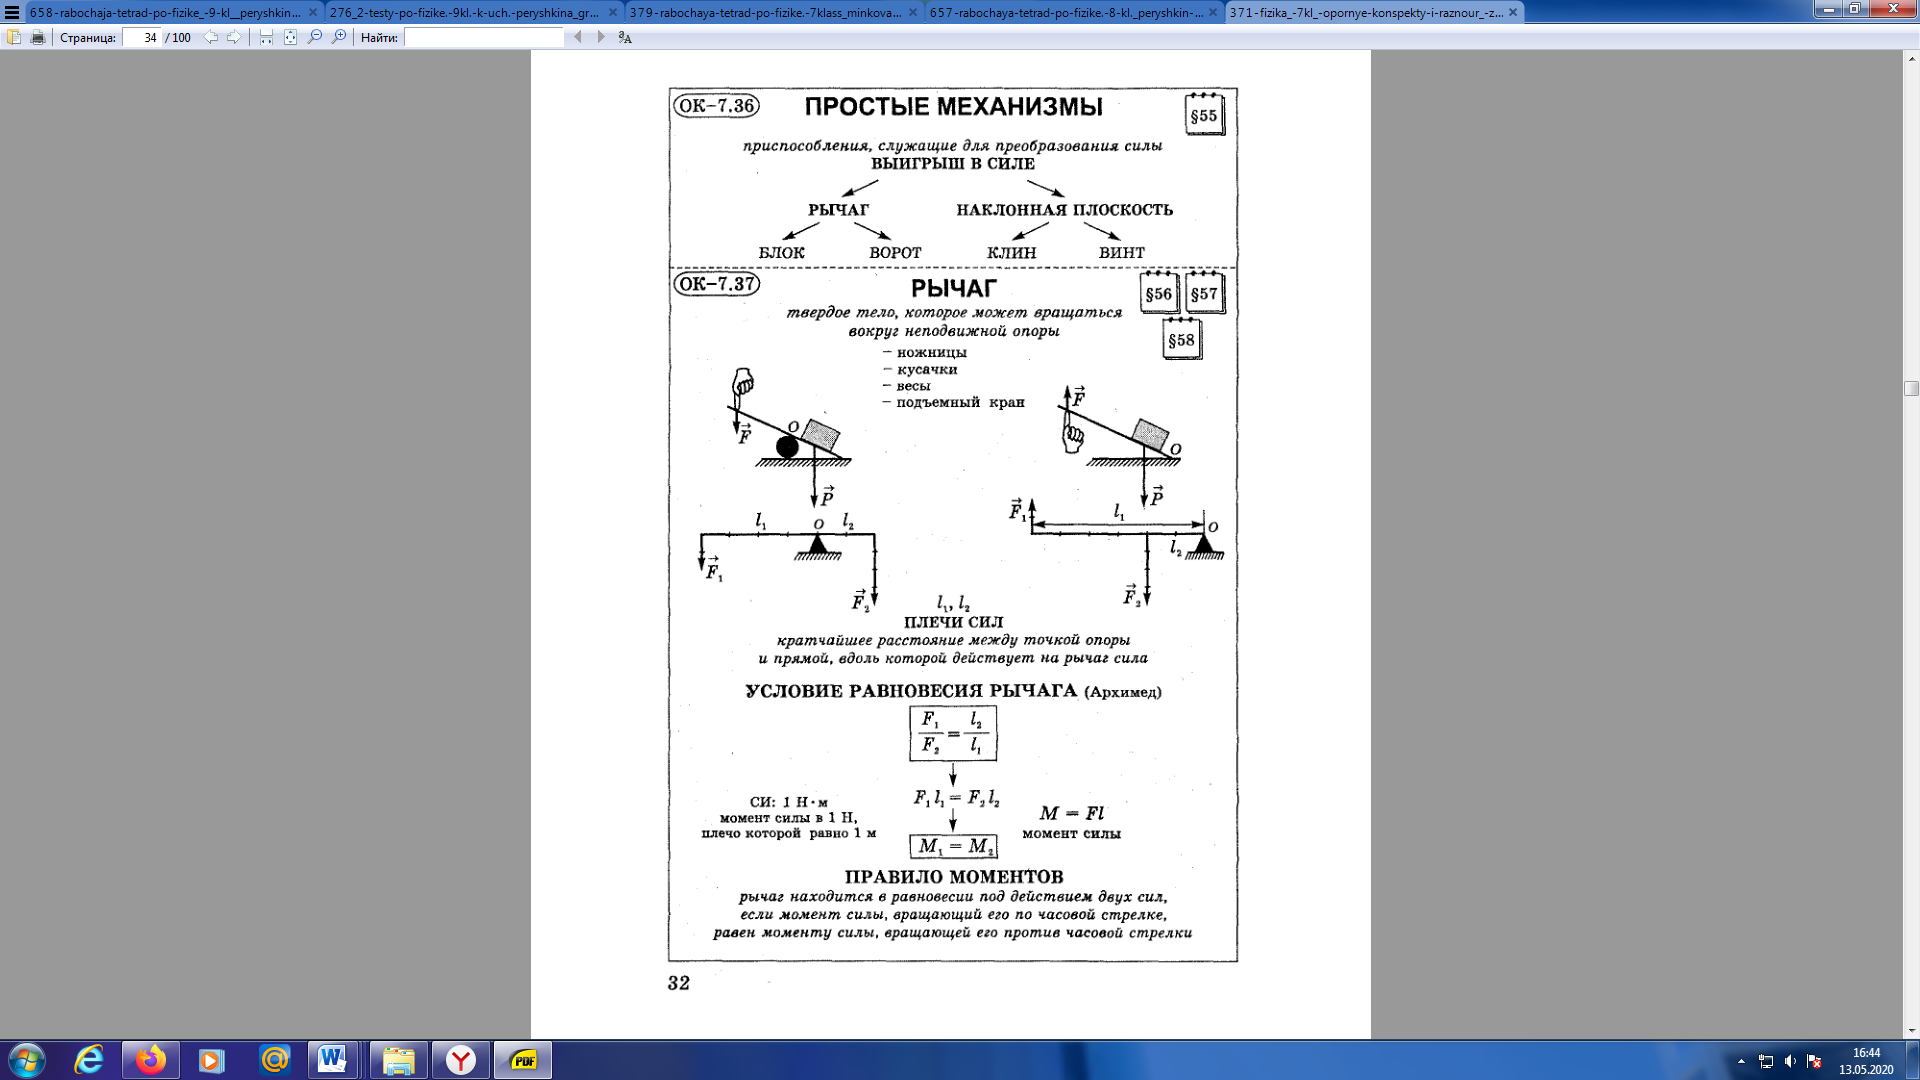 658-rabochaja-tetrad-po-fizike_-9-kl__peryshkin...
276_2-testy-po-fizike.-9kl.-k-uch.-peryshkina_gr...
379-rabochaya-tetrad-po-fizike.-7klass_minkova...
657-rabochaya-tetrad-po-fizike.-8-kl._peryshkin-...
371-fizika_-7kl_-opornye-konspekty-i-raznour_-z...
Страница: 34 / 100 Найти:
ОК-7.36 ПРОСТЫЕ МЕХАНИЗМЫ §55
приспособления, служащие для преобразования силы
ВЫИГРЫШ В СИЛЕ
РЫЧАГ НАКЛОННАЯ ПЛОСКОСТЬ
БЛОК ВОРОТ КЛИН ВИНТ
ОК-7.37 РЫЧАГ §56 §57
твердое тело, которое может вращаться
вокруг неподвижной опоры
§58
– ножницы
– кусачки
– весы
– подъемный кран
F O P
F O P
l₁ O l₂ F₁ F₂
F₁ l₁ O l₂ F₂
l₁, l₂
ПЛЕЧИ СИЛ
кратчайшее расстояние между точкой опоры
и прямой, вдоль которой действует на рычаг сила
УСЛОВИЕ РАВНОВЕСИЯ РЫЧАГА (Архимед)
F₁/F₂ = l₂/l₁
F₁l₁ = F₂l₂
СИ: 1 Н·м
момент силы в 1 Н,
плечо которой равно 1 м
M = Fl
момент силы
M₁ = M₂
ПРАВИЛО МОМЕНТОВ
рычаг находится в равновесии под действием двух сил,
если момент силы, вращающий его по часовой стрелке,
равен моменту силы, вращающей его против часовой стрелки
32
PDF
16:44
13.05.2020